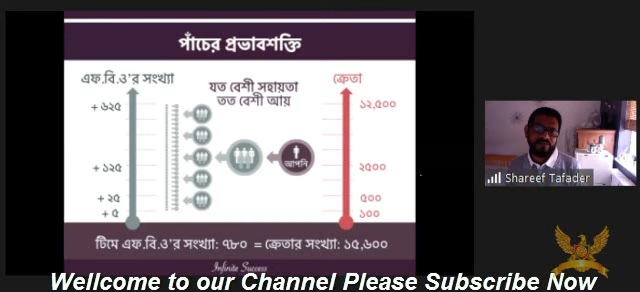 পাঁচের প্রভাবশক্তি
এফ.বি.ও'র সংখ্যা
যত বেশী সহায়তা
তত বেশী আয়
ক্রেতা
+ ৬২৫
১২,৫০০
+ ১২৫
আপনি
২৫০০
+ ২৫
৫০০
+ ৫
১০০
টিমে এফ.বি.ও'র সংখ্যা: ৭৮০ = ক্রেতার সংখ্যা: ১৫,৬০০
Infinite Success
Shareef Tafader
Wellcome to our Channel Please Subscribe Now